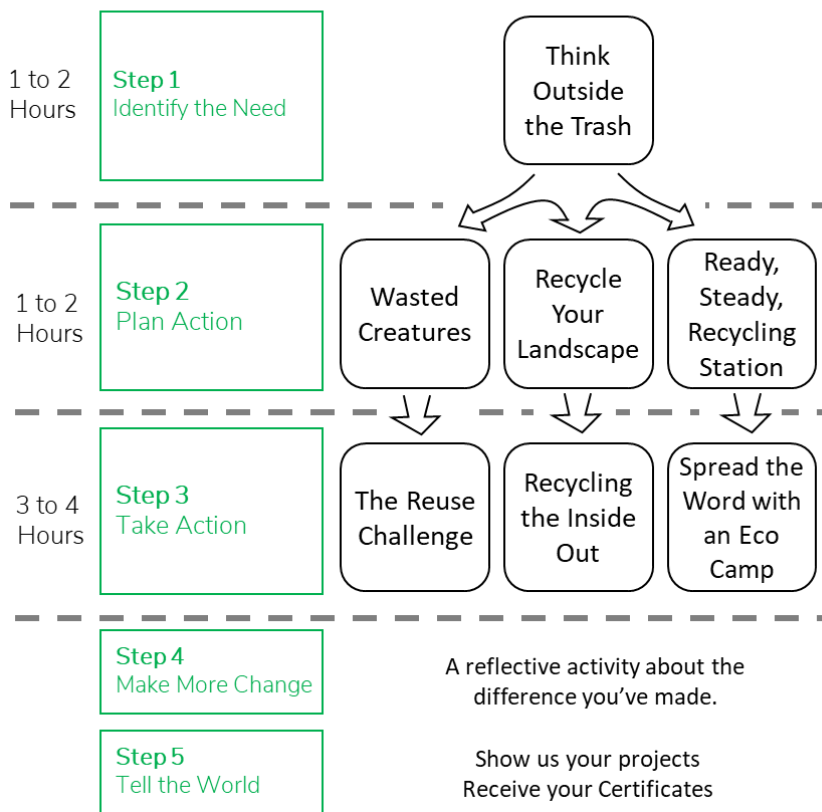 1 to 2
Hours
Step 1
Identify the Need
Think
Outside
the Trash
1 to 2
Hours
Step 2
Plan Action
Wasted
Creatures
Recycle
Your
Landscape
Ready,
Steady,
Recycling
Station
3 to 4
Hours
Step 3
Take Action
The Reuse
Challenge
Recycling
the Inside
Out
Spread the
Word with
an Eco
Camp
Step 4
Make More Change
A reflective activity about the
difference you’ve made.
Step 5
Tell the World
Show us your projects
Receive your Certificates